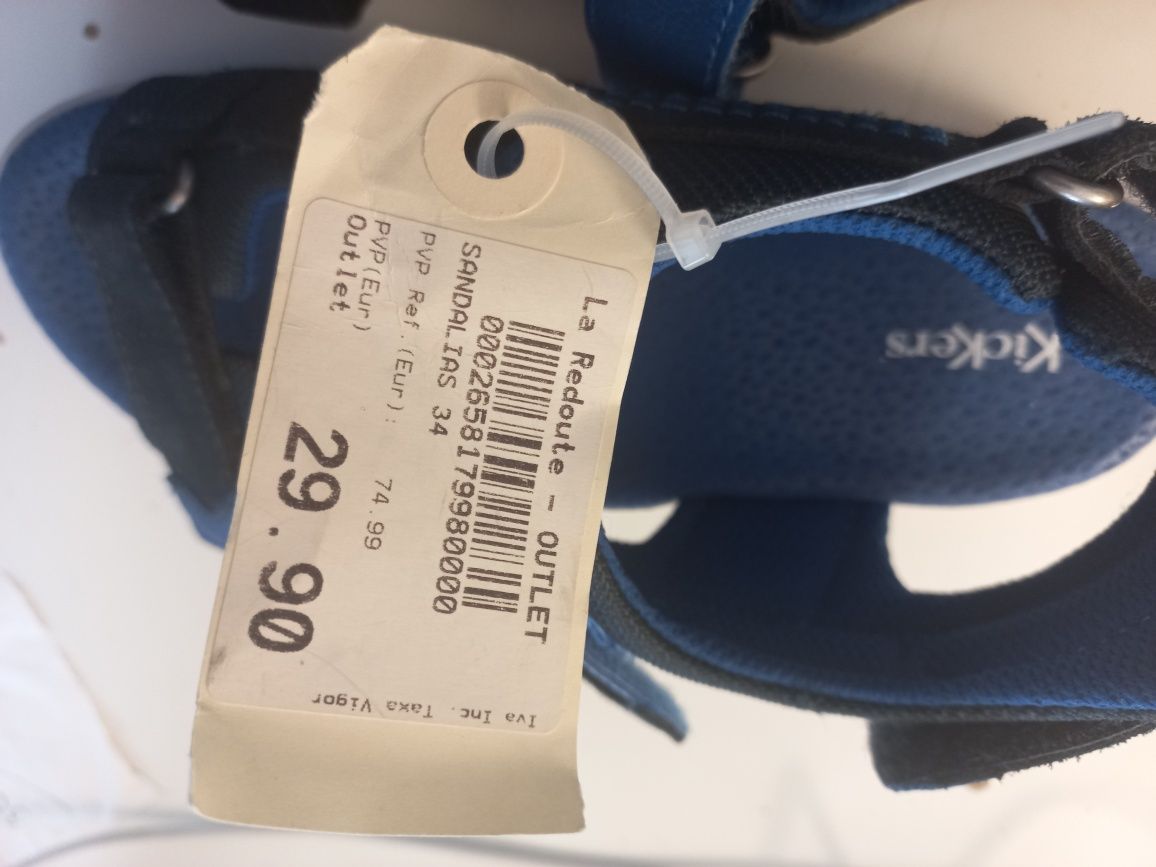 La Redoute - OUTLET
0002658179980000
SANDALIAS 34
PVP Ref.(Eur): 74.99
PVP(Eur)
Outlet
29.90
Iva Inc. Taxa Vigor
Kickers